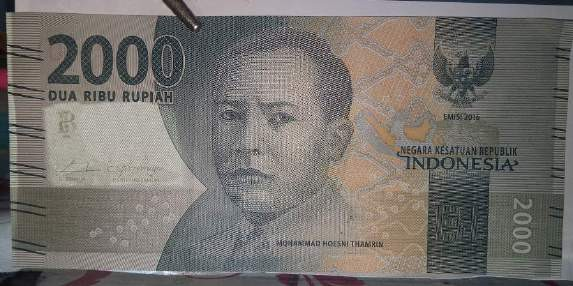 2000
DUA RIBU RUPIAH
EMISI 2016
NEGARA KESATUAN REPUBLIK
INDONESIA
MOHAMMAD HOESNI THAMRIN
2000